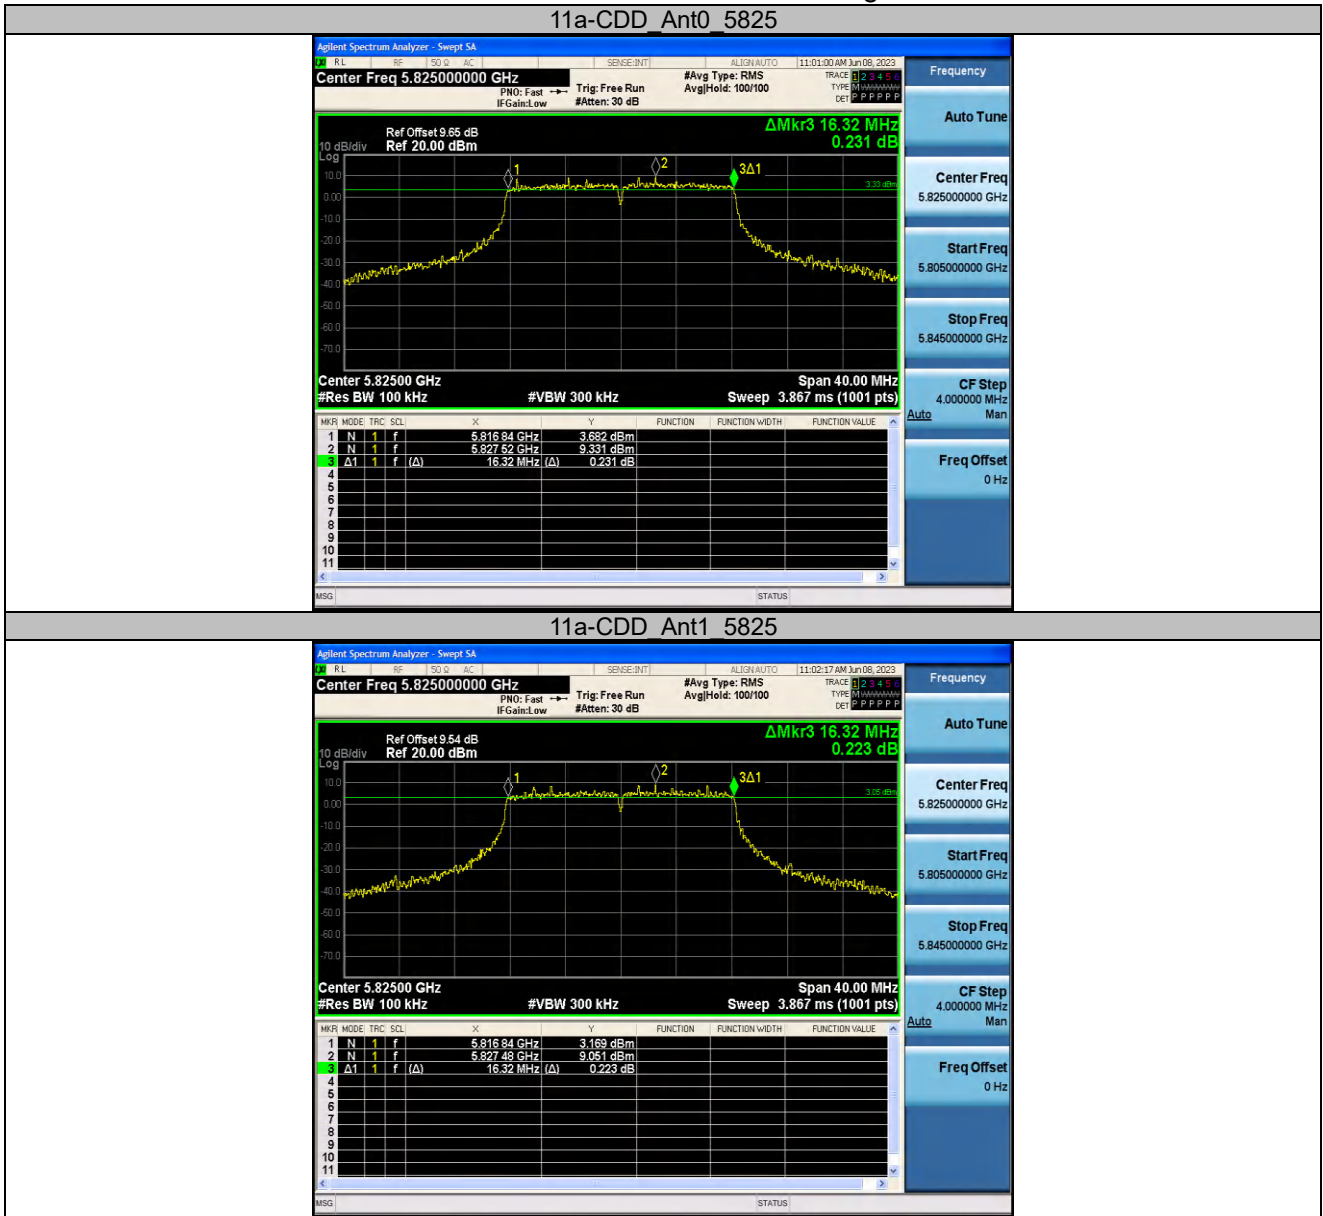 11a-CDD_Ant0_5825
Agilent Spectrum Analyzer - Swept SA
RL RF 50 Ω AC SENSE:INT ALIGN AUTO 11:01:00 AM Jun 08, 2023
Center Freq 5.825000000 GHz #Avg Type: RMS TRACE 1 2 3 4 5 6 Frequency
PNO: Fast Trig: Free Run Avg|Hold: 100/100 TYPE M
IFGain:Low #Atten: 30 dB DET P P P P P P
Auto Tune
ΔMkr3 16.32 MHz
Ref Offset 9.65 dB 0.231 dB
10 dB/div Ref 20.00 dBm
Log
1 2 3Δ1
10.0 3.33 dBm
0.00
-10.0
-20.0
-30.0
-40.0
-50.0
-60.0
-70.0
Center Freq
5.825000000 GHz
Start Freq
5.805000000 GHz
Stop Freq
5.845000000 GHz
Center 5.82500 GHz Span 40.00 MHz
#Res BW 100 kHz #VBW 300 kHz Sweep 3.867 ms (1001 pts)
CF Step
4.000000 MHz
Auto Man
MKR MODE TRC SCL X Y FUNCTION FUNCTION WIDTH FUNCTION VALUE
1 N 1 f 5.816 84 GHz 3.682 dBm
2 N 1 f 5.827 52 GHz 9.331 dBm
3 Δ1 1 f (Δ) 16.32 MHz (Δ) 0.231 dB
4
5
6
7
8
9
10
11
Freq Offset
0 Hz
MSG STATUS
11a-CDD_Ant1_5825
Agilent Spectrum Analyzer - Swept SA
RL RF 50 Ω AC SENSE:INT ALIGN AUTO 11:02:17 AM Jun 08, 2023
Center Freq 5.825000000 GHz #Avg Type: RMS TRACE 1 2 3 4 5 6 Frequency
PNO: Fast Trig: Free Run Avg|Hold: 100/100 TYPE M
IFGain:Low #Atten: 30 dB DET P P P P P P
Auto Tune
ΔMkr3 16.32 MHz
Ref Offset 9.54 dB 0.223 dB
10 dB/div Ref 20.00 dBm
Log
1 2 3Δ1
10.0 3.05 dBm
0.00
-10.0
-20.0
-30.0
-40.0
-50.0
-60.0
-70.0
Center Freq
5.825000000 GHz
Start Freq
5.805000000 GHz
Stop Freq
5.845000000 GHz
Center 5.82500 GHz Span 40.00 MHz
#Res BW 100 kHz #VBW 300 kHz Sweep 3.867 ms (1001 pts)
CF Step
4.000000 MHz
Auto Man
MKR MODE TRC SCL X Y FUNCTION FUNCTION WIDTH FUNCTION VALUE
1 N 1 f 5.816 84 GHz 3.169 dBm
2 N 1 f 5.827 48 GHz 9.051 dBm
3 Δ1 1 f (Δ) 16.32 MHz (Δ) 0.223 dB
4
5
6
7
8
9
10
11
Freq Offset
0 Hz
MSG STATUS